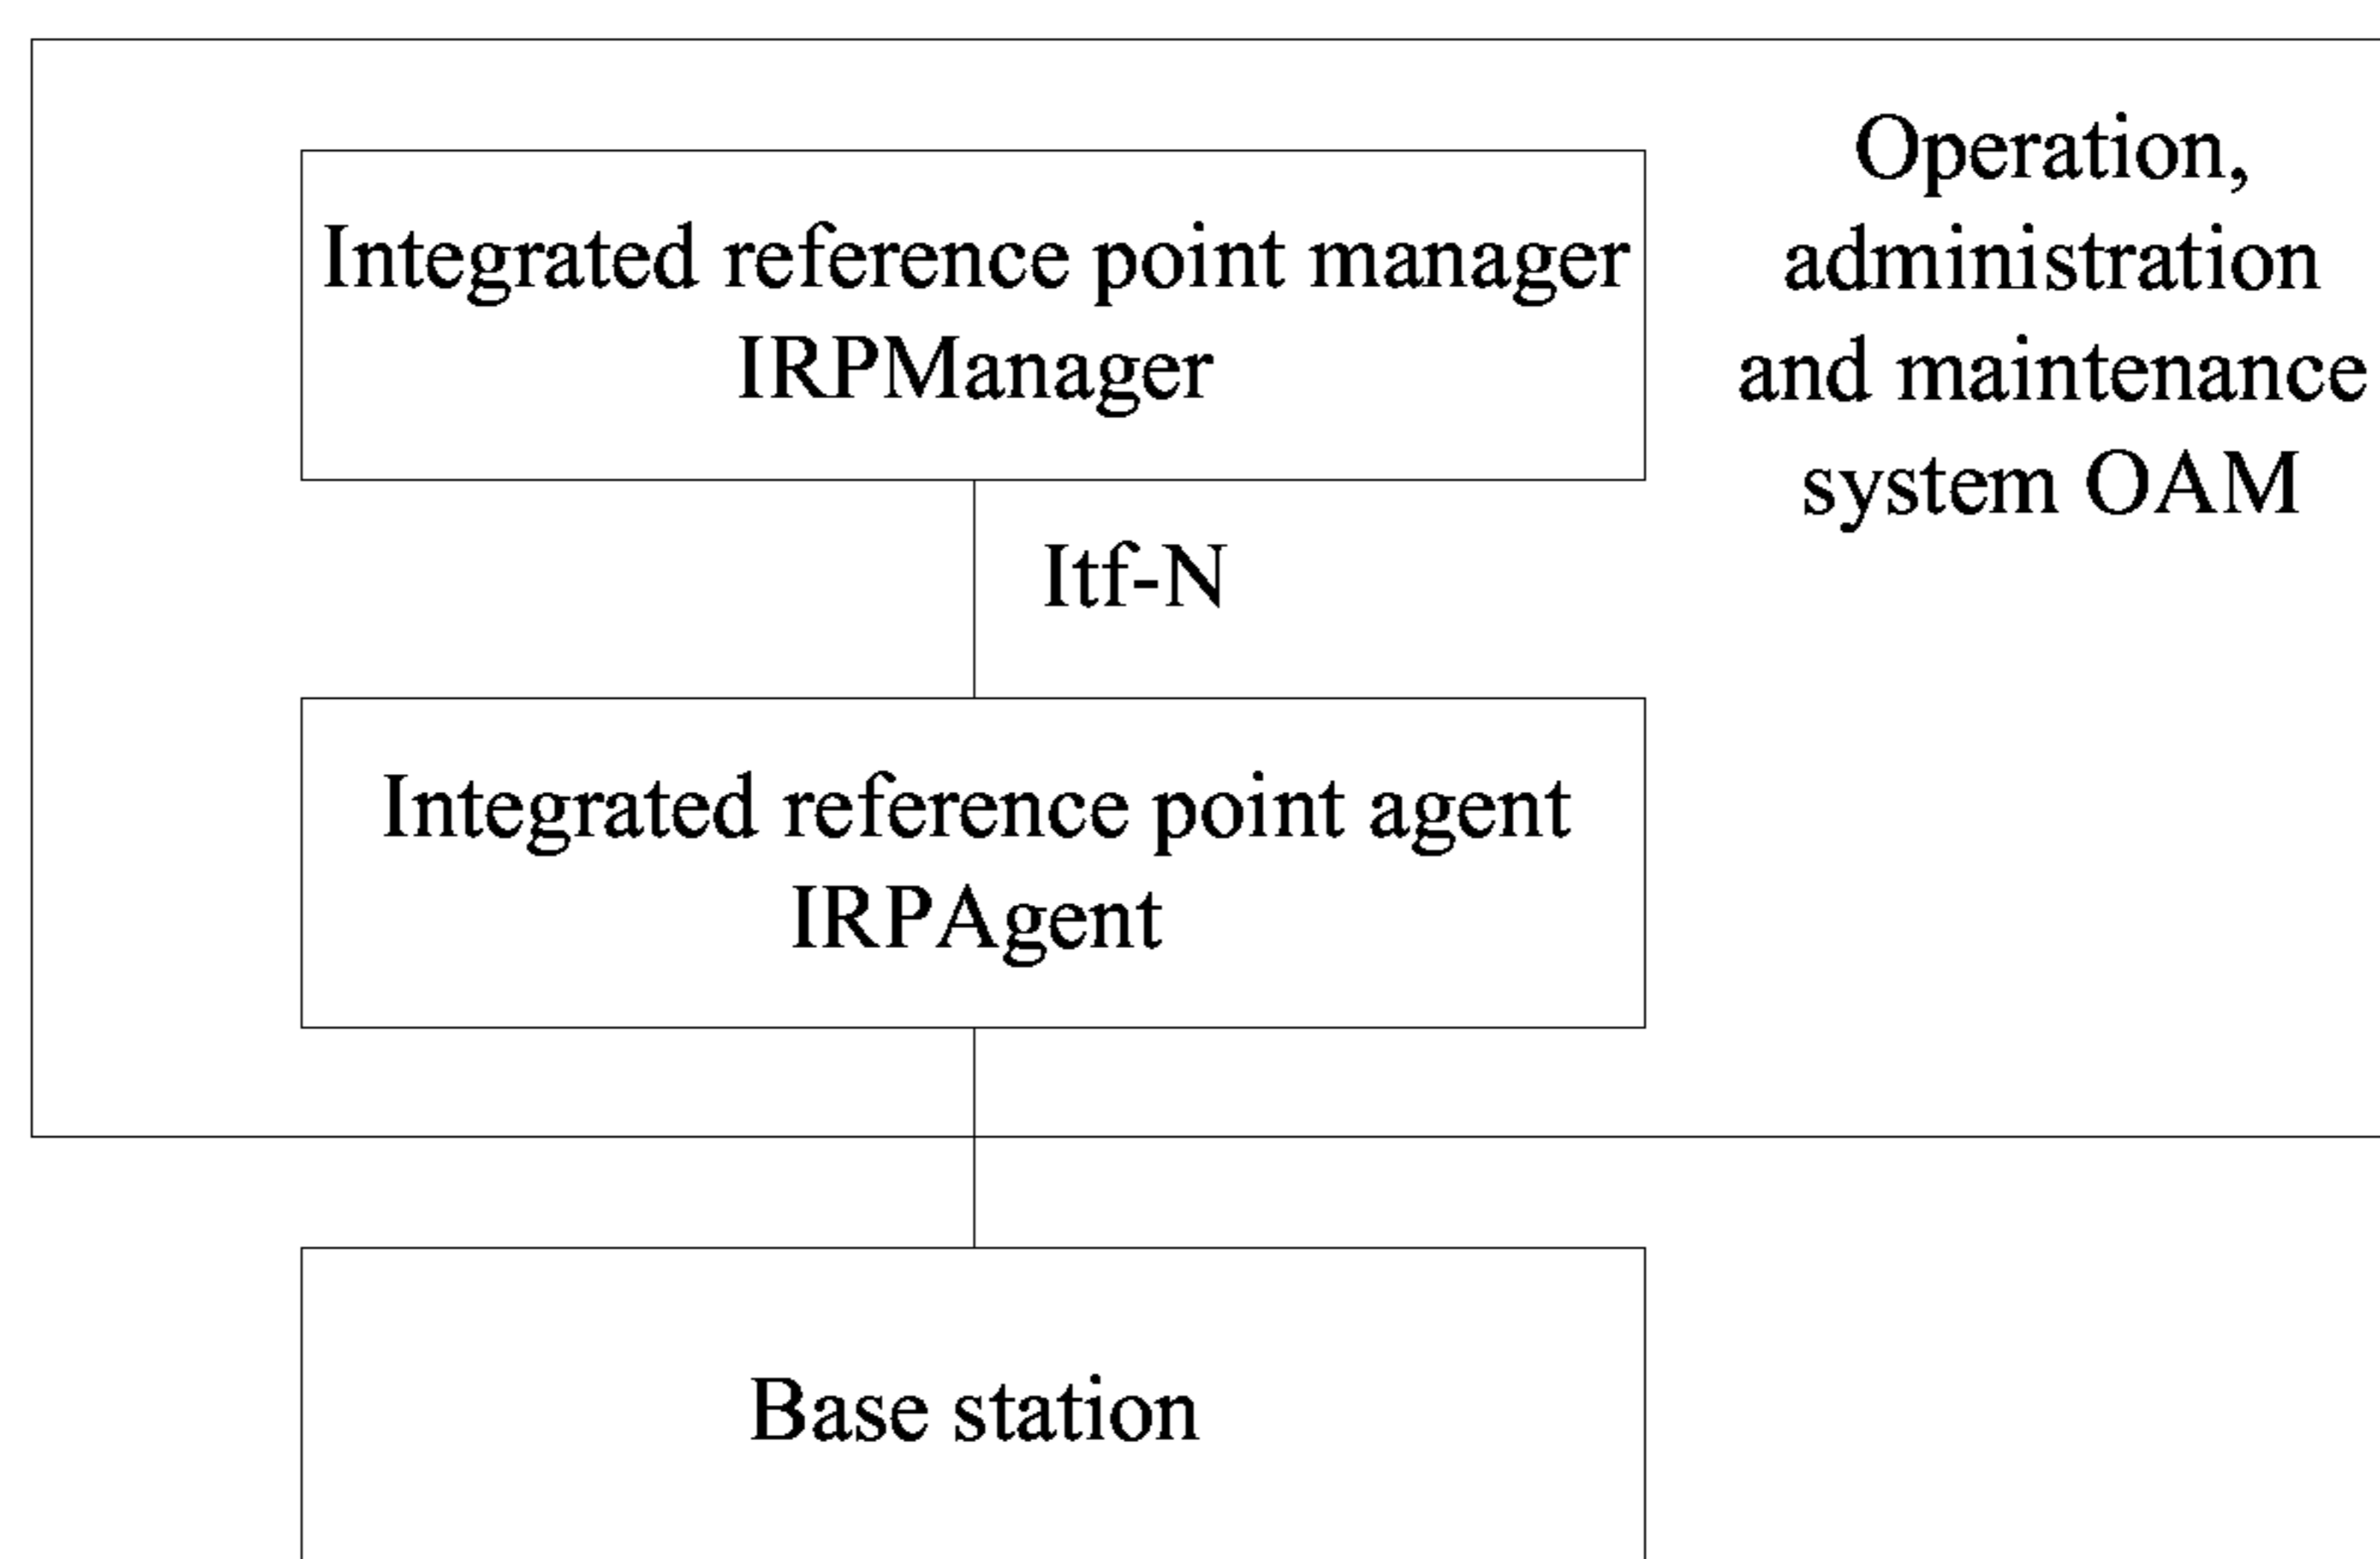 Operation,
administration
and maintenance
system OAM
Integrated reference point manager
IRPManager
Itf-N
Integrated reference point agent
IRPAgent
Base station